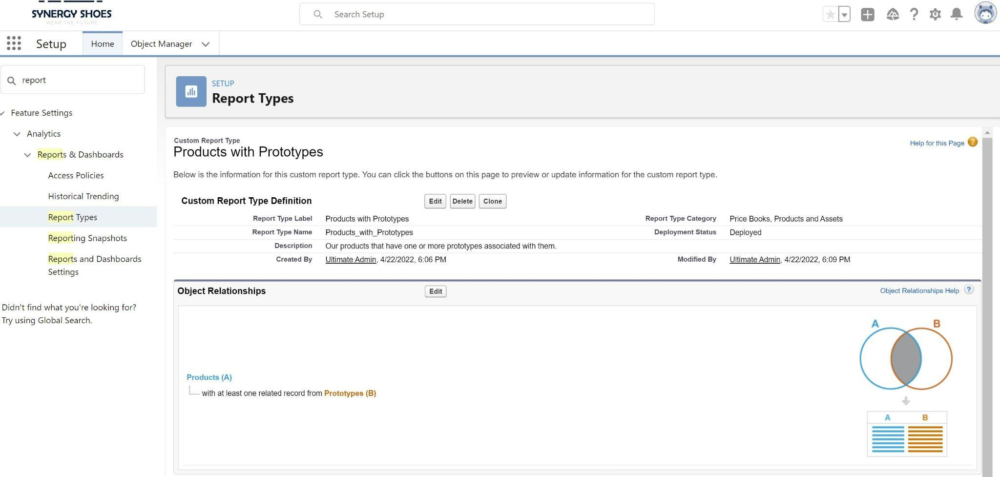 SYNERGY SHOES
WEAR THE FUTURE
Search Setup
Setup
Home
Object Manager
report
Feature Settings
Analytics
Reports & Dashboards
Access Policies
Historical Trending
Report Types
Reporting Snapshots
Reports and Dashboards
Settings
Didn't find what you're looking for?
Try using Global Search.
SETUP
Report Types
Custom Report Type
Products with Prototypes
Help for this Page ?
Below is the information for this custom report type. You can click the buttons on this page to preview or update information for the custom report type.
Custom Report Type Definition Edit Delete Clone
Report Type Label Products with Prototypes Report Type Category Price Books, Products and Assets
Report Type Name Products_with_Prototypes Deployment Status Deployed
Description Our products that have one or more prototypes associated with them.
Created By Ultimate Admin, 4/22/2022, 6:06 PM Modified By Ultimate Admin, 4/22/2022, 6:09 PM
Object Relationships Edit Object Relationships Help ?
A B
Products (A)
with at least one related record from Prototypes (B)
A B